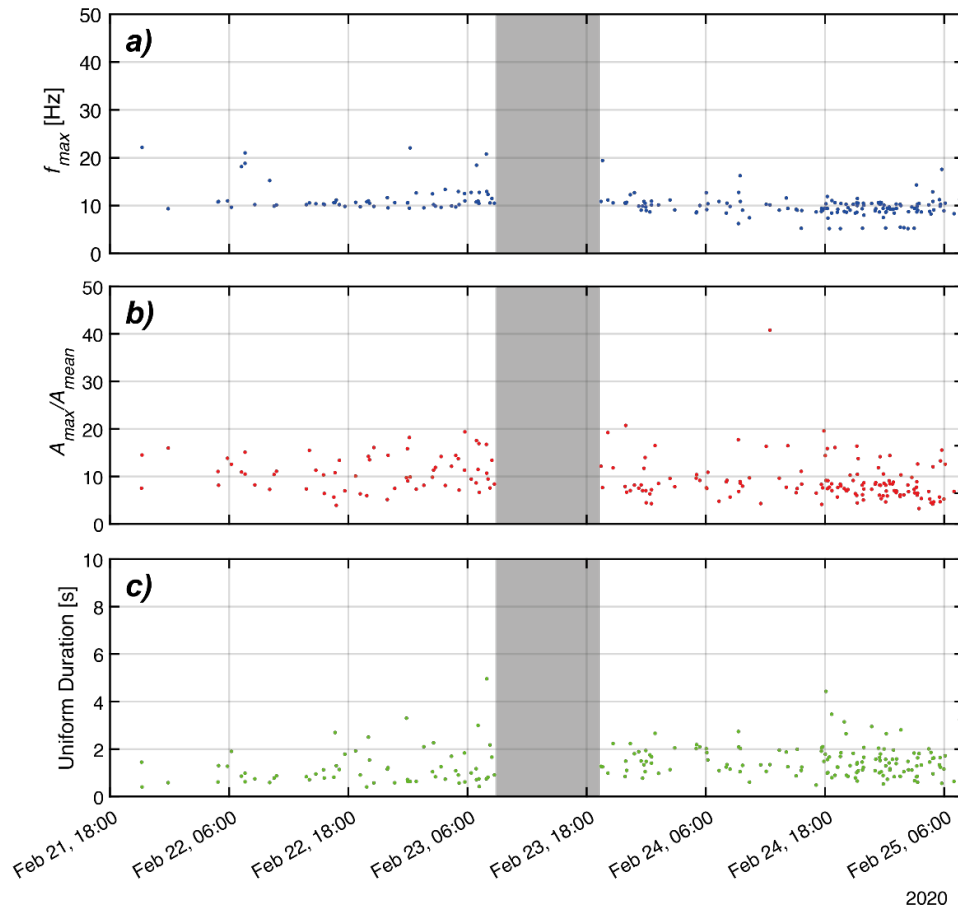 a)
50
40
30
20
10
0
f_max [Hz]
b)
50
40
30
20
10
0
A_max/A_mean
c)
10
8
6
4
2
0
Uniform Duration [s]
Feb 21, 18:00
Feb 22, 06:00
Feb 22, 18:00
Feb 23, 06:00
Feb 23, 18:00
Feb 24, 06:00
Feb 24, 18:00
Feb 25, 06:00
2020